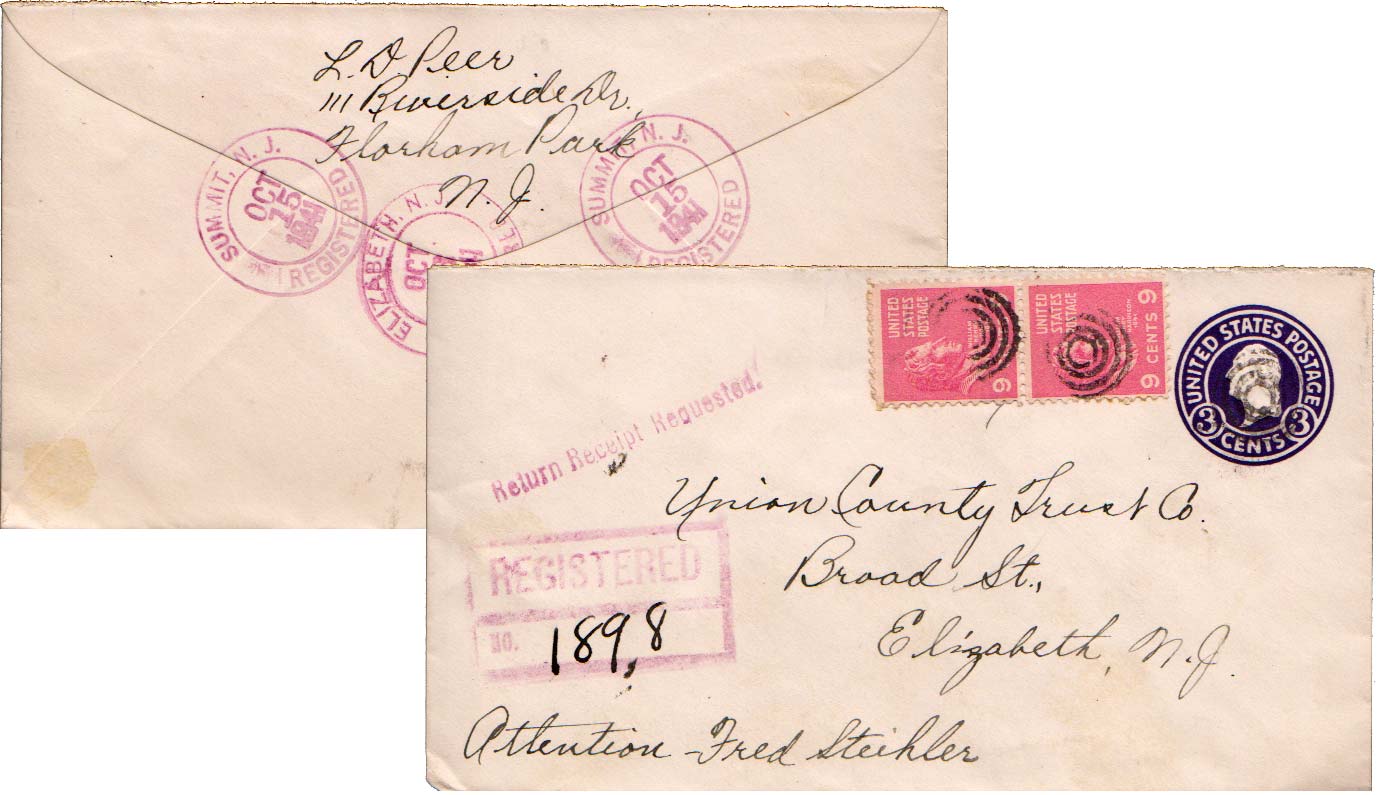 L. D. Peer
111 Riverside Dr.,
Florham Park
N. J.
SUMMIT, N. J.
OCT
15
1941
REGISTERED
ELIZABETH, N. J.
OCT
SUMMIT, N. J.
OCT
15
1941
REGISTERED
UNITED
STATES
POSTAGE
9
UNITED
STATES
POSTAGE
HARRISON
9 CENTS 9
UNITED STATES POSTAGE
3 CENTS 3
Return Receipt Requested.
Union County Trust Co.
Broad St.,
Elizabeth, N. J.
REGISTERED
NO. 1898
Attention - Fred Steihler